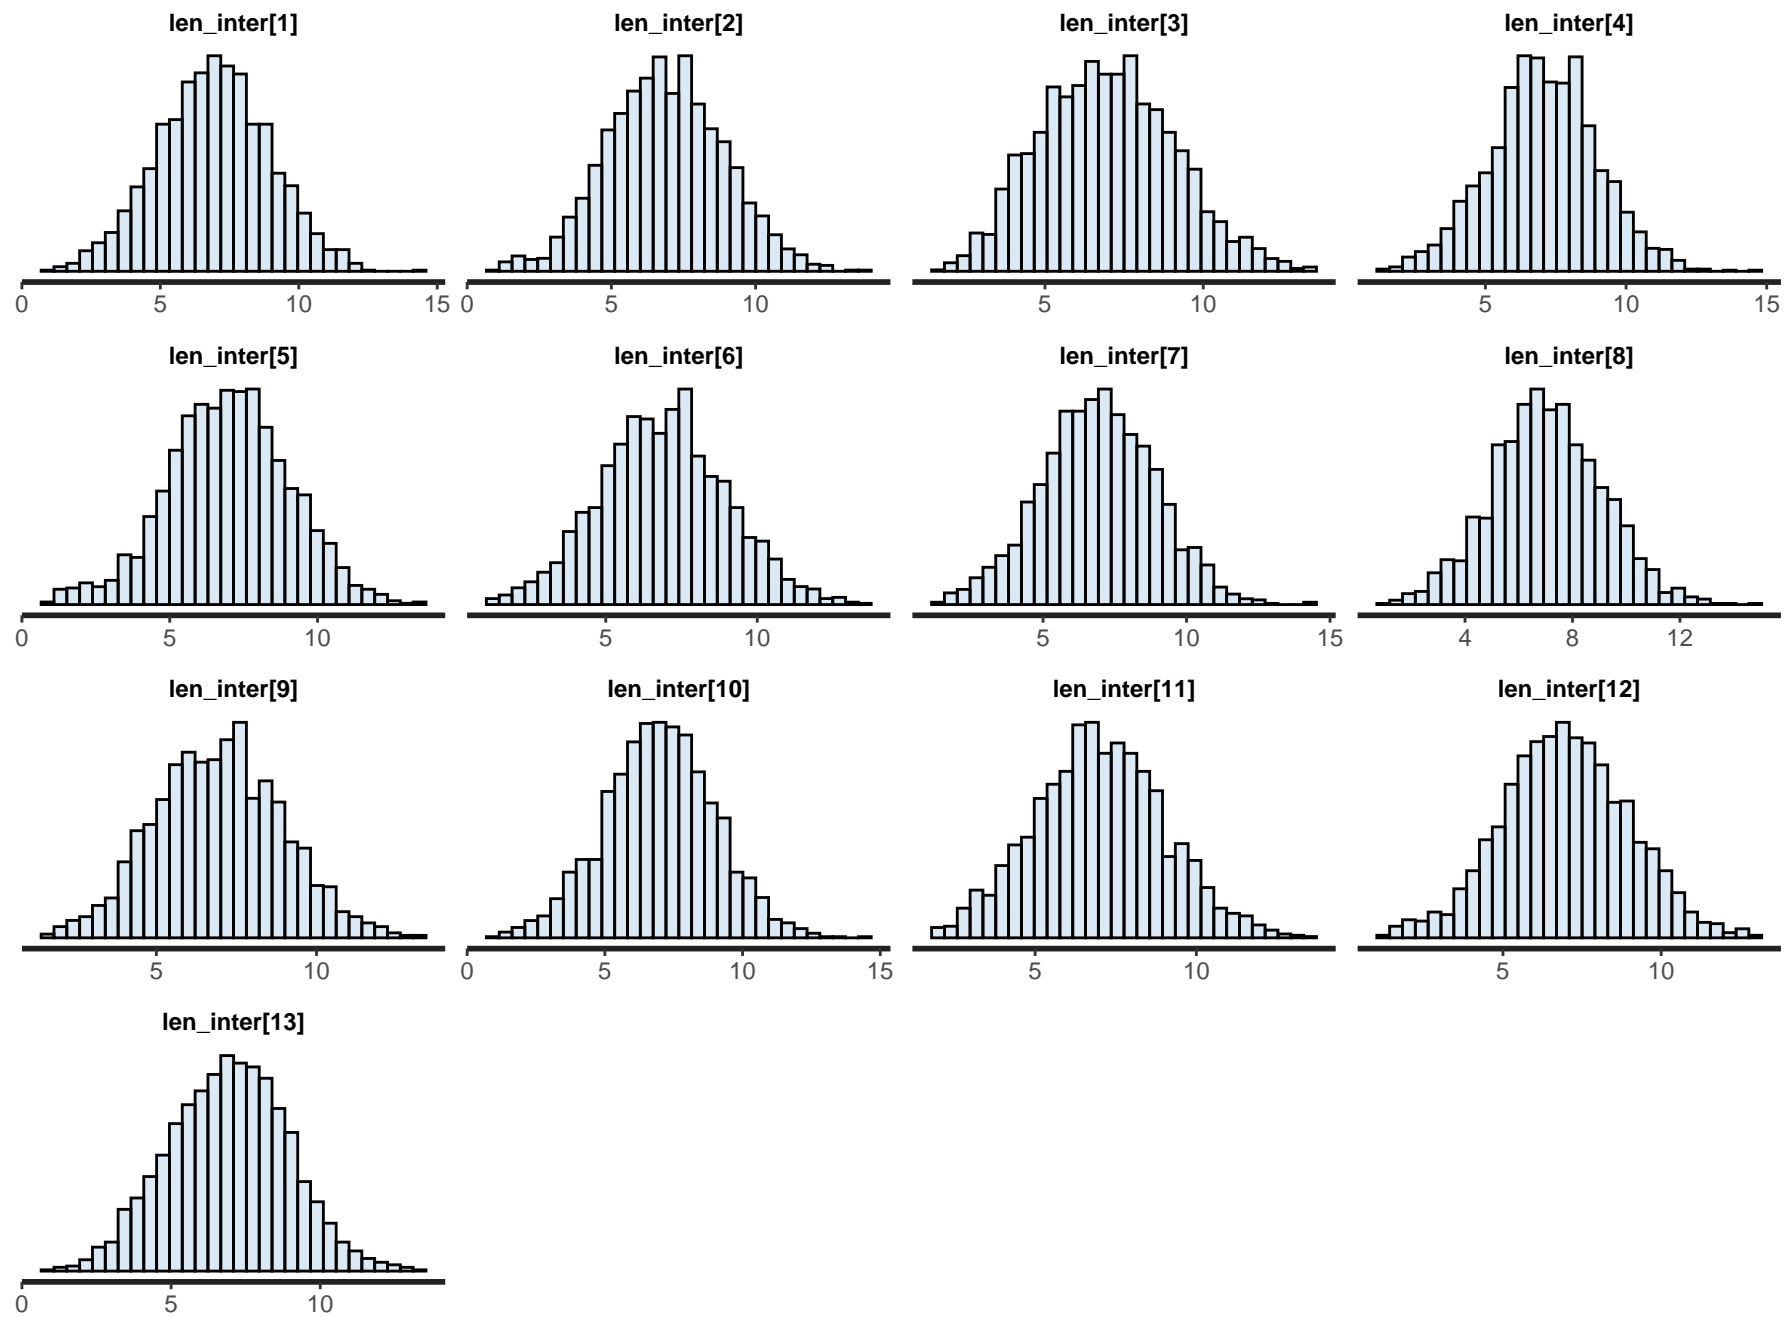 len_inter[1] len_inter[2] len_inter[3] len_inter[4]
0 5 10 15 0 5 10 5 10 5 10 15
len_inter[5] len_inter[6] len_inter[7] len_inter[8]
0 5 10 5 10 5 10 15 4 8 12
len_inter[9] len_inter[10] len_inter[11] len_inter[12]
5 10 0 5 10 15 5 10 5 10
len_inter[13]
0 5 10